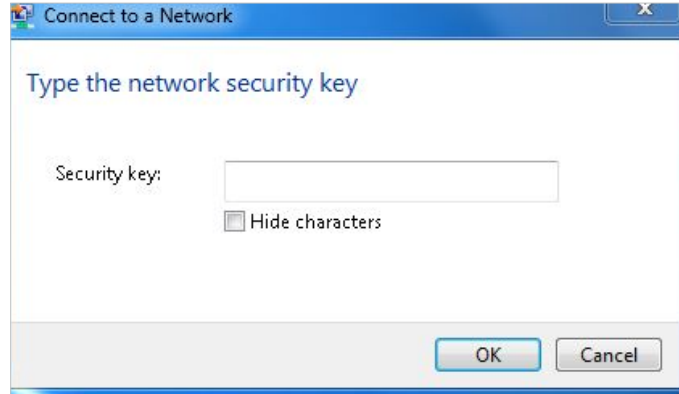 Connect to a Network
X
Type the network security key
Security key:
Hide characters
OK
Cancel